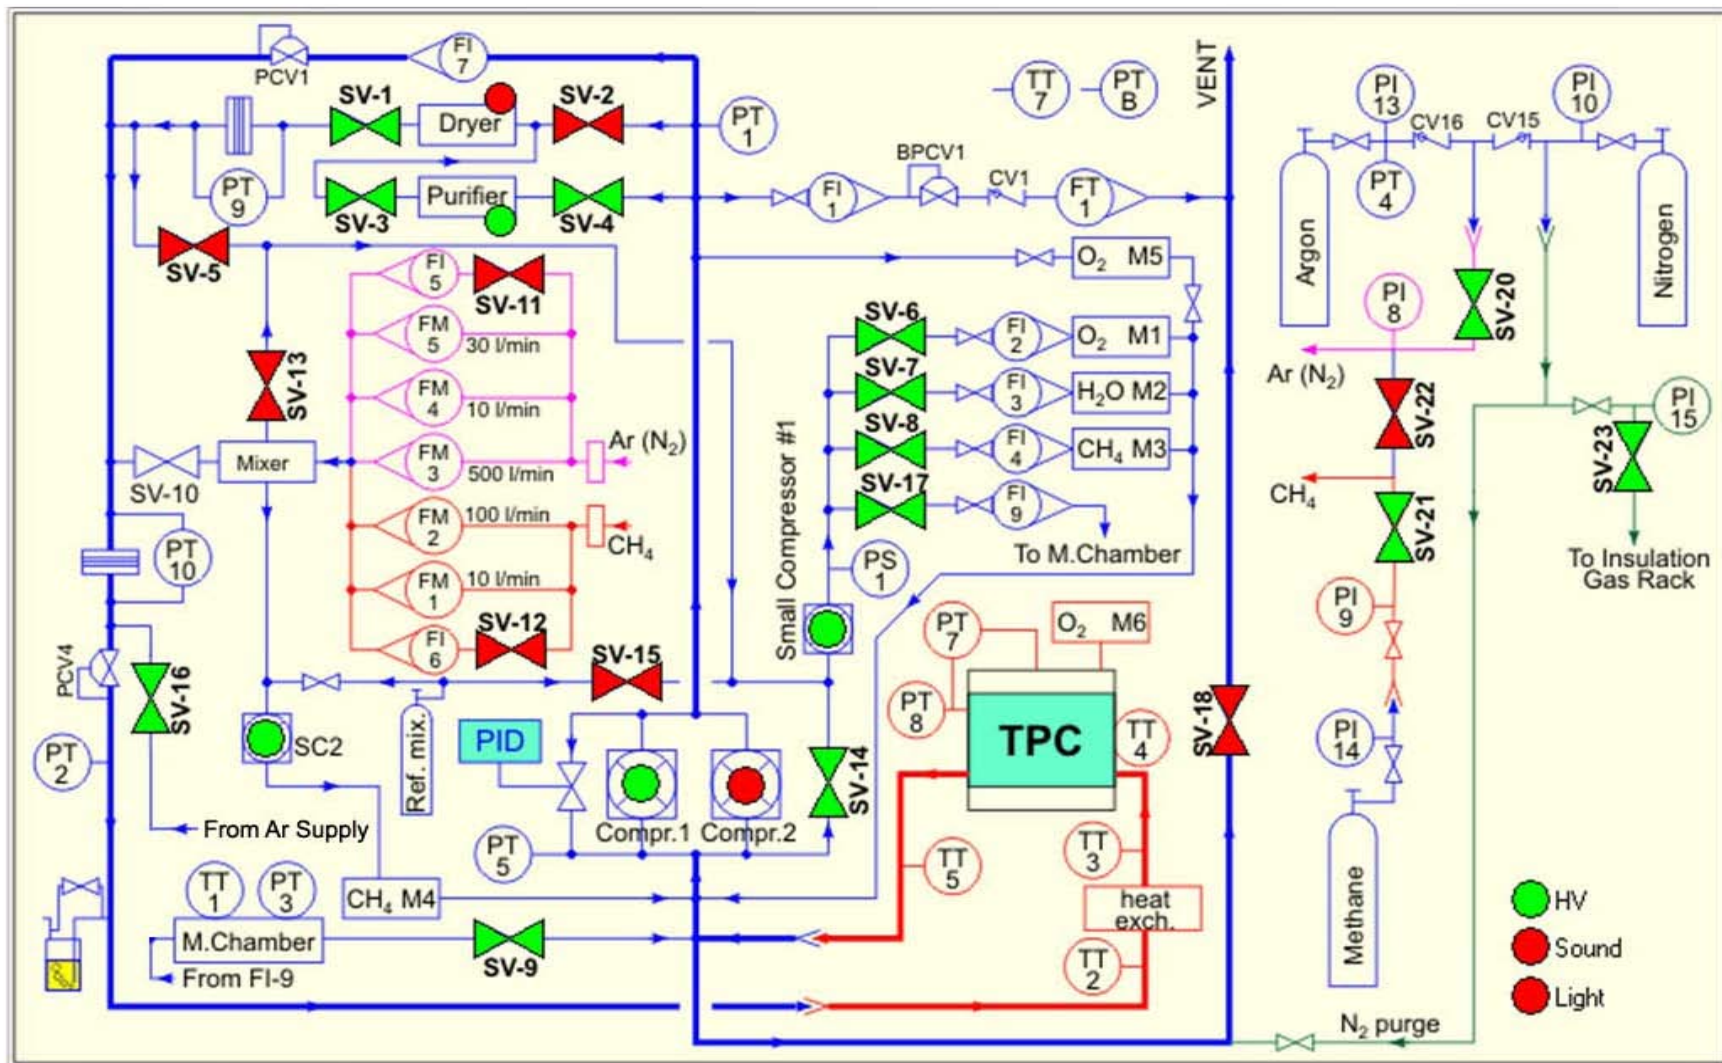 FI
7
PCV1
VENT
TT
7
PT
B
PI
13
PI
10
SV-1
SV-2
Dryer
PT
1
CV16
CV15
BPCV1
PT
9
Purifier
SV-3
SV-4
FI
1
CV1
FT
1
PT
4
Argon
Nitrogen
SV-5
FI
5
SV-11
O2 M5
PI
8
SV-20
FM
5
30 l/min
SV-6
FI
2
O2 M1
SV-13
FM
4
10 l/min
SV-7
FI
3
H2O M2
Ar (N2)
SV-22
PI
15
Small Compressor #1
SV-8
FI
4
CH4 M3
SV-23
Mixer
FM
3
500 l/min
Ar (N2)
SV-10
SV-17
FI
9
CH4
SV-21
FM
2
100 l/min
CH4
To M.Chamber
To Insulation
Gas Rack
PT
10
PS
1
FM
1
10 l/min
PI
9
FI
6
SV-12
PT
7
O2 M6
PCV4
SV-16
SV-15
PT
8
TPC
TT
4
SV-18
PI
14
SC2
Ref. mix.
PID
SV-14
PT
2
Compr.1
Compr.2
From Ar Supply
PT
5
TT
5
TT
3
Methane
TT
1
PT
3
CH4 M4
heat
exch.
HV
M.Chamber
SV-9
Sound
From FI-9
TT
2
Light
N2 purge